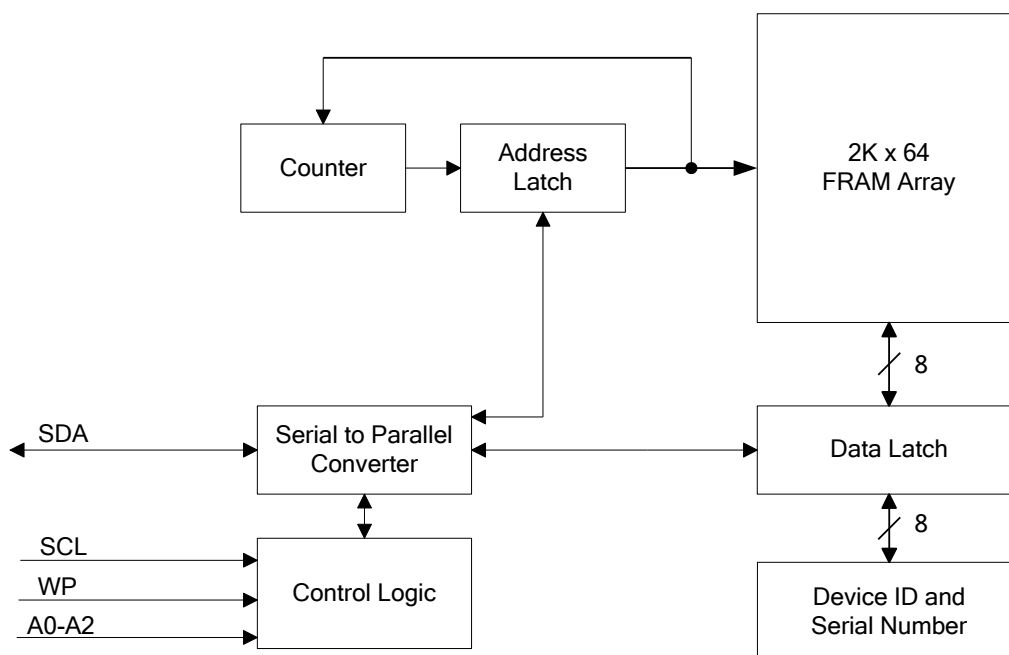 2K x 64
FRAM Array
Counter
Address
Latch
8
SDA
Serial to Parallel
Converter
Data Latch
8
SCL
WP
A0-A2
Control Logic
Device ID and
Serial Number